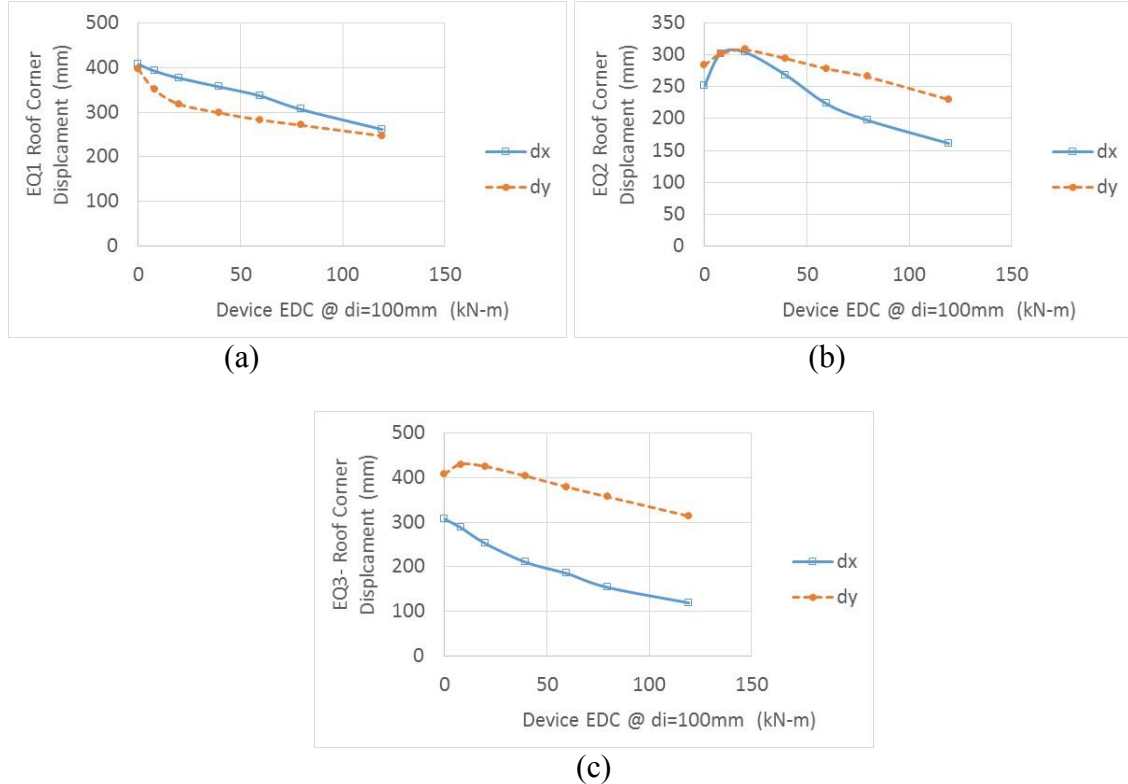 500
400
300
200
100
0
EQ1 Roof Corner
Displcament (mm)
0 50 100 150
Device EDC @ di=100mm (kN-m)
dx
dy
(a)
350
300
250
200
150
100
50
0
EQ2 Roof Corner
Displcament (mm)
0 50 100 150
Device EDC @ di=100mm (kN-m)
dx
dy
(b)
500
400
300
200
100
0
EQ3- Roof Corner
Displcament (mm)
0 50 100 150
Device EDC @ di=100mm (kN-m)
dx
dy
(c)